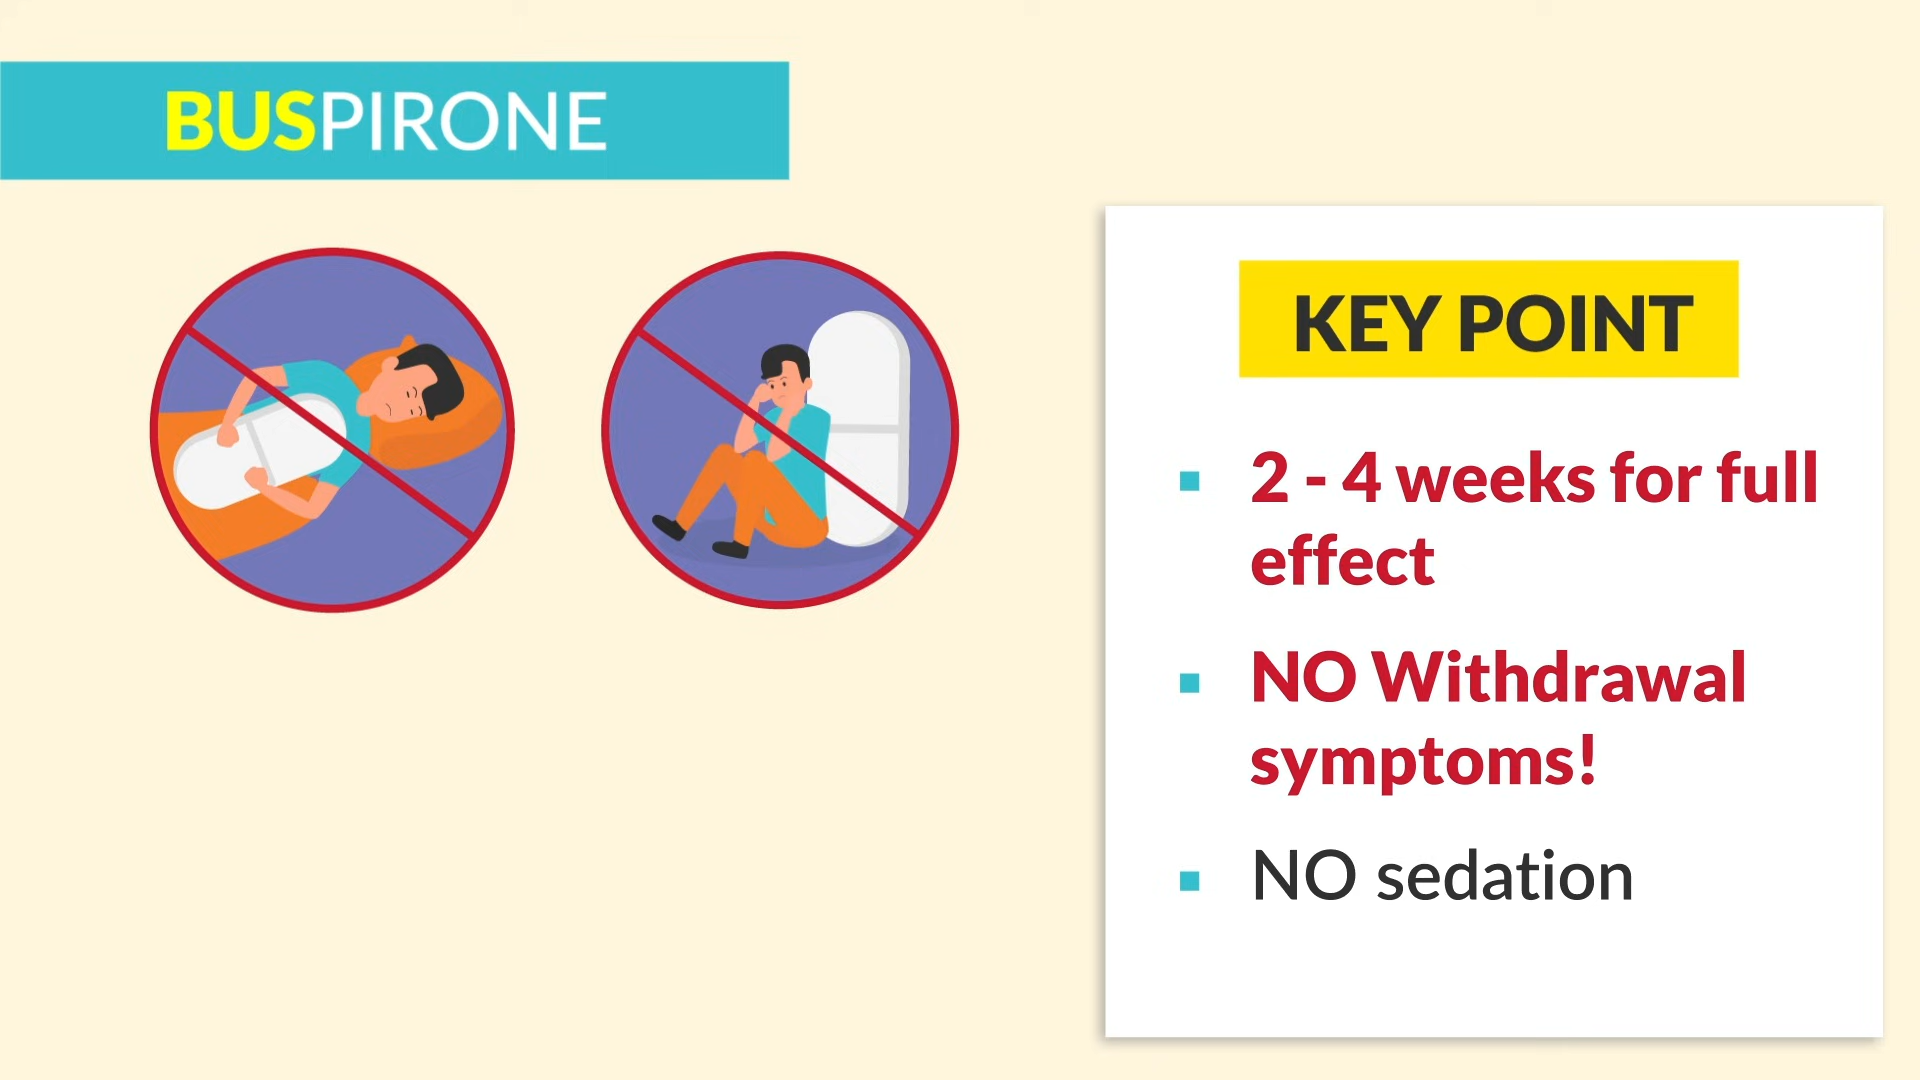 BUSPIRONE
KEY POINT
▪ 2 - 4 weeks for full
effect
▪ NO Withdrawal
symptoms!
▪ NO sedation